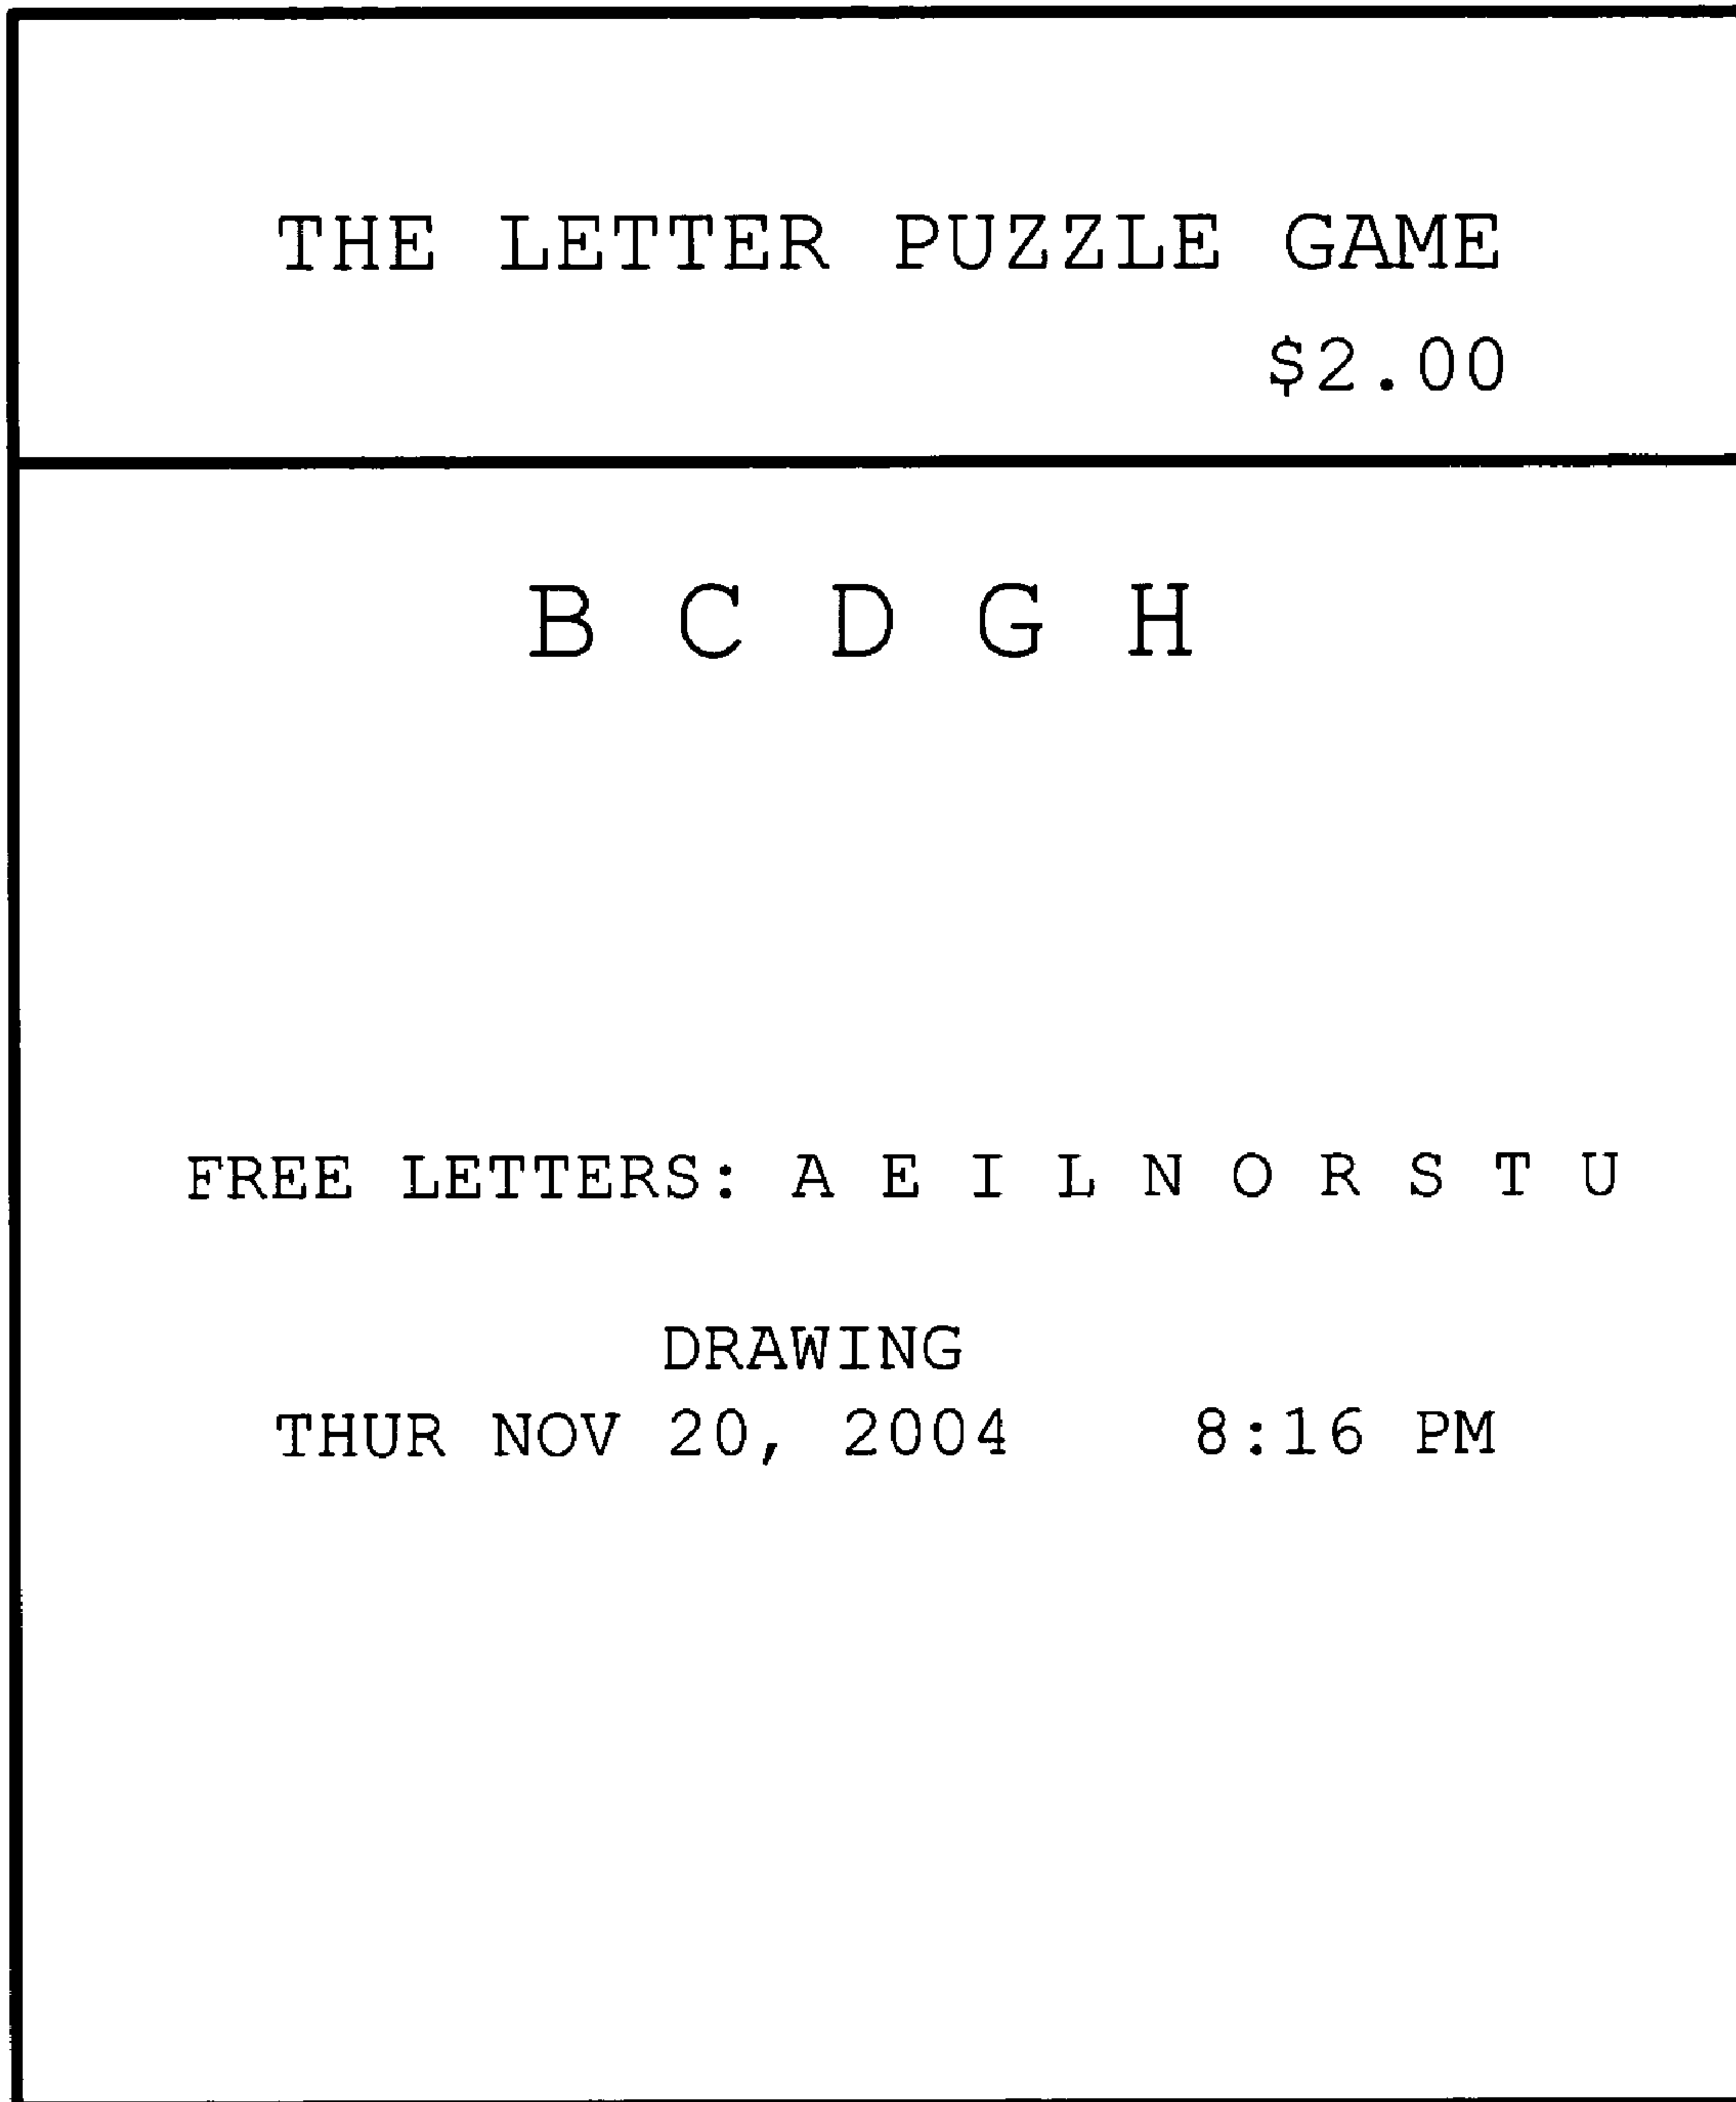 THE LETTER PUZZLE GAME
$2.00
B C D G H
FREE LETTERS: A E I L N O R S T U
DRAWING
THUR NOV 20, 2004 8:16 PM